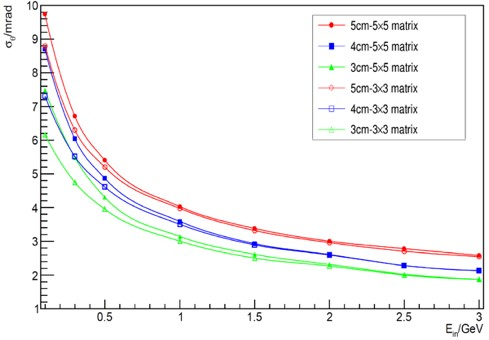 σθ/mrad
10
9
8
7
6
5
4
3
2
1
5cm-5×5 matrix
4cm-5×5 matrix
3cm-5×5 matrix
5cm-3×3 matrix
4cm-3×3 matrix
3cm-3×3 matrix
0.5 1 1.5 2 2.5 3
Ein/GeV